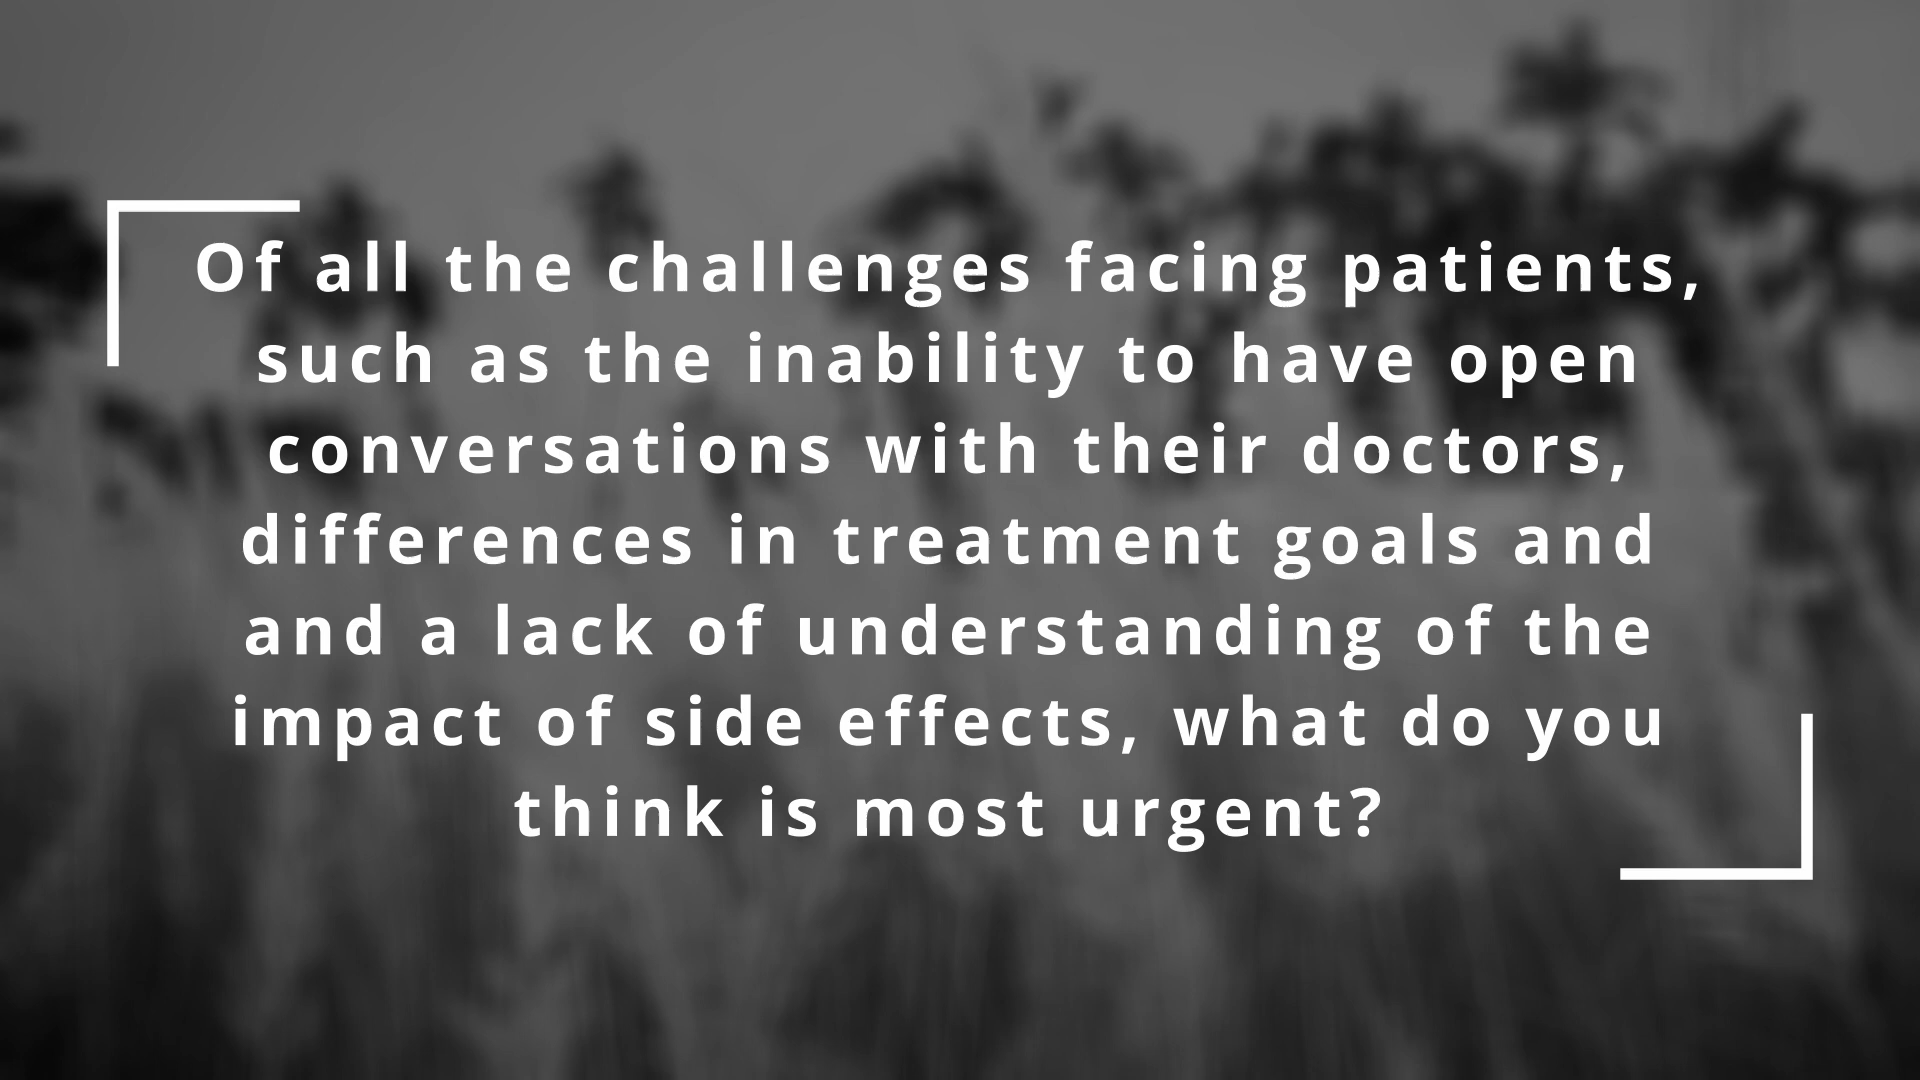 Of all the challenges facing patients,
such as the inability to have open
conversations with their doctors,
differences in treatment goals and
and a lack of understanding of the
impact of side effects, what do you
think is most urgent?